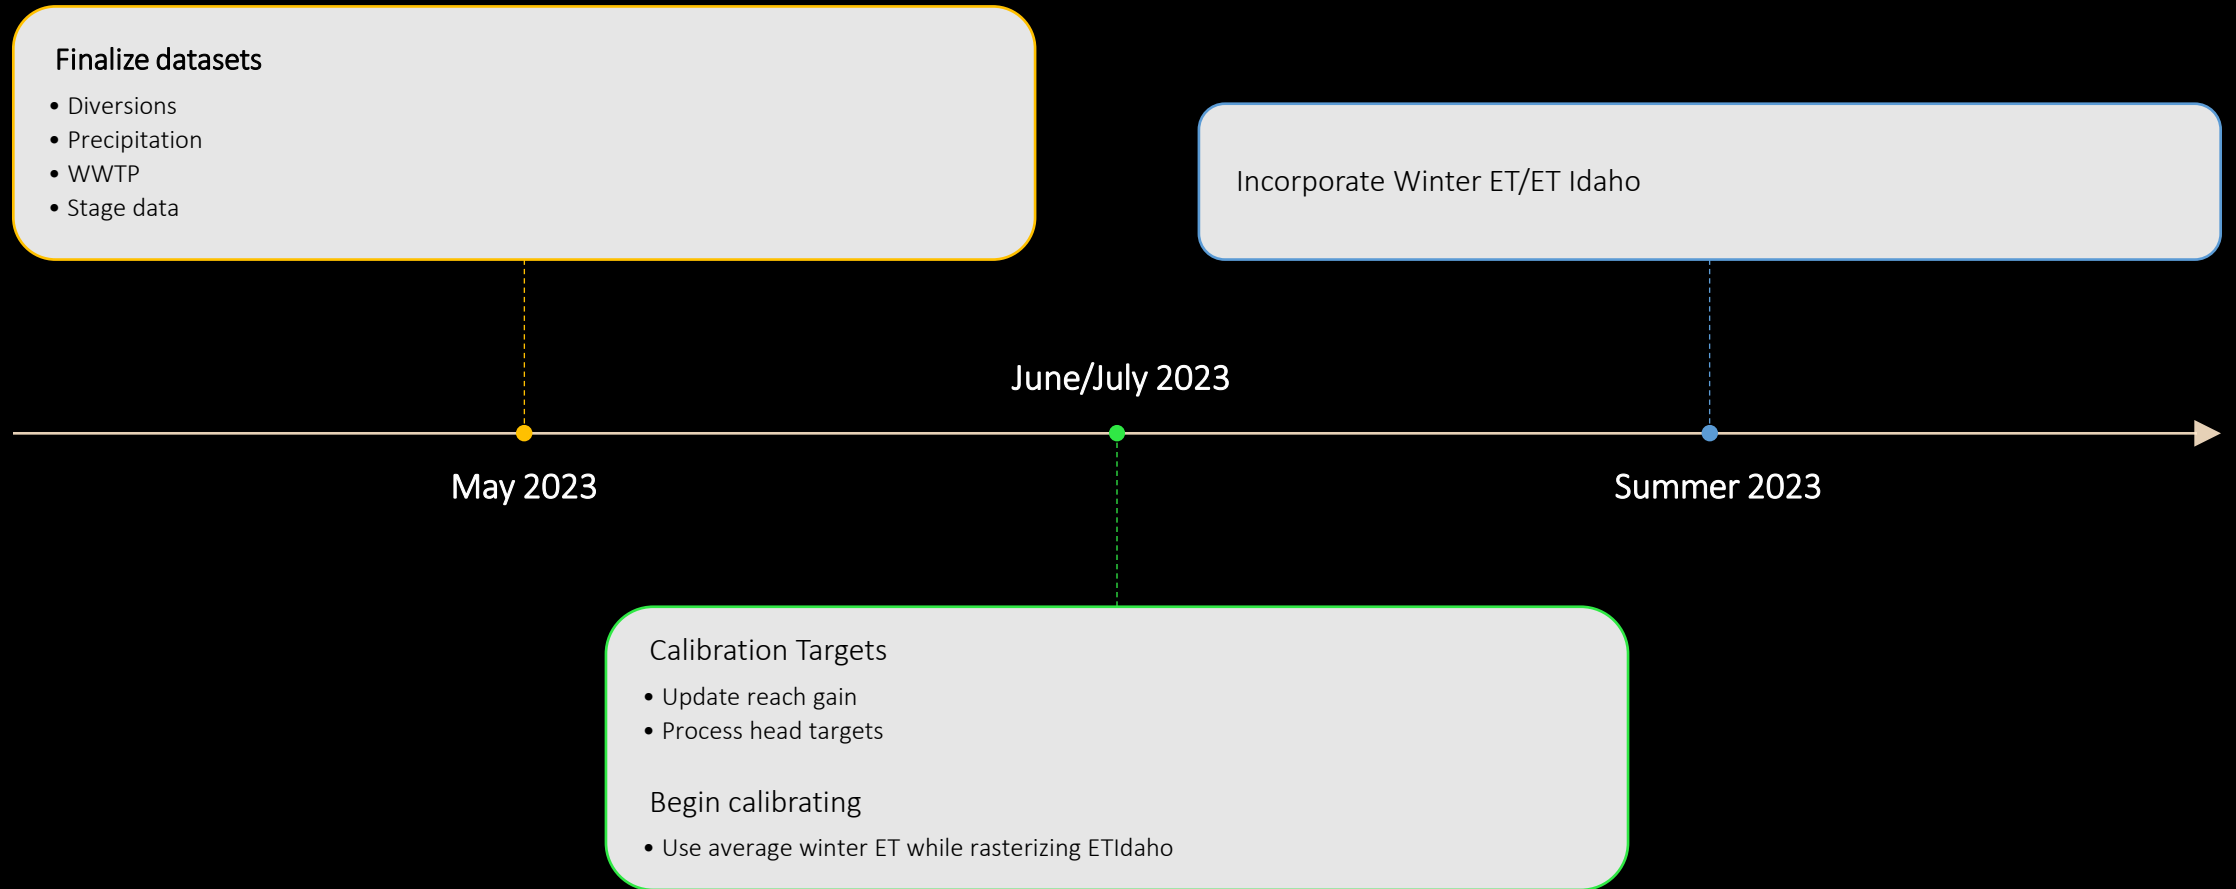 Finalize datasets
• Diversions
• Precipitation
• WWTP
• Stage data
Incorporate Winter ET/ET Idaho
June/July 2023
May 2023
Summer 2023
Calibration Targets
• Update reach gain
• Process head targets
Begin calibrating
• Use average winter ET while rasterizing ETIdaho